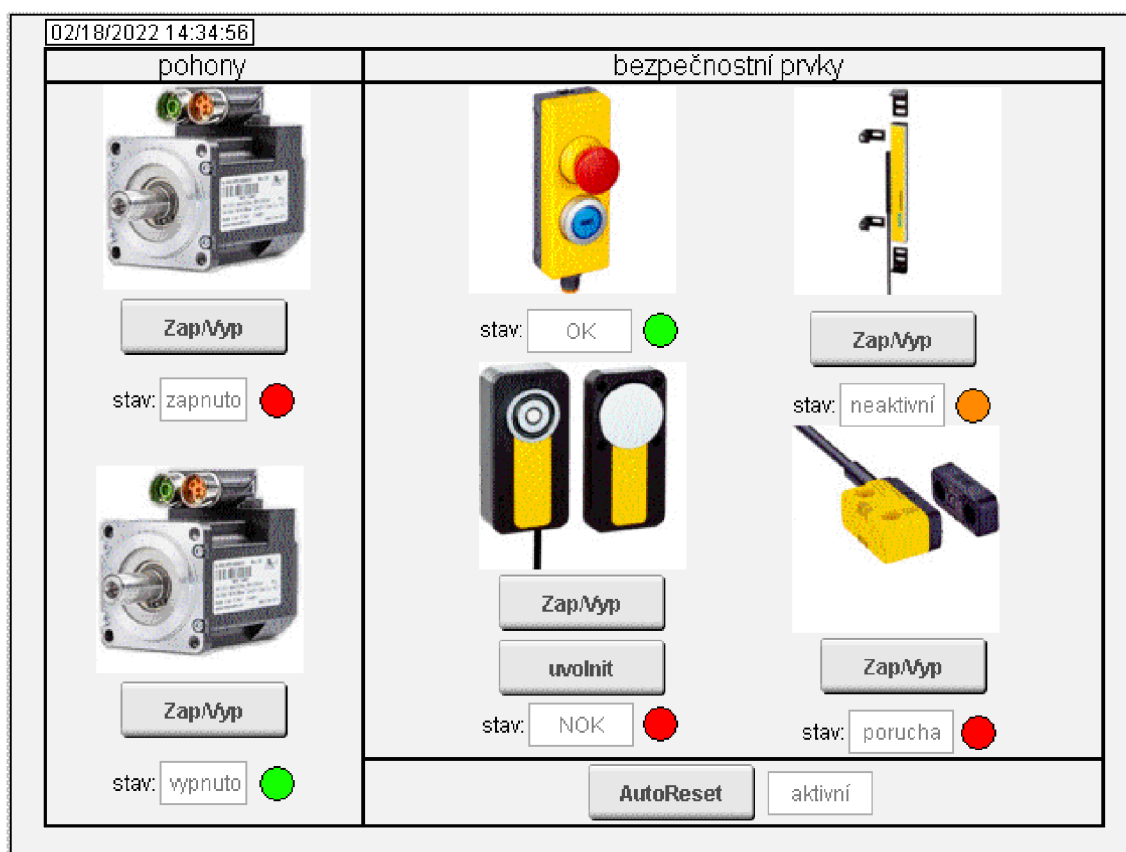 02/18/2022 14:34:56
pohony
bezpečnostní prvky
Zap/Vyp
stav: zapnuto
Zap/Vyp
stav: vypnuto
stav: OK
Zap/Vyp
stav: neaktivní
Zap/Vyp
uvolnit
stav: NOK
Zap/Vyp
stav: porucha
AutoReset aktivní